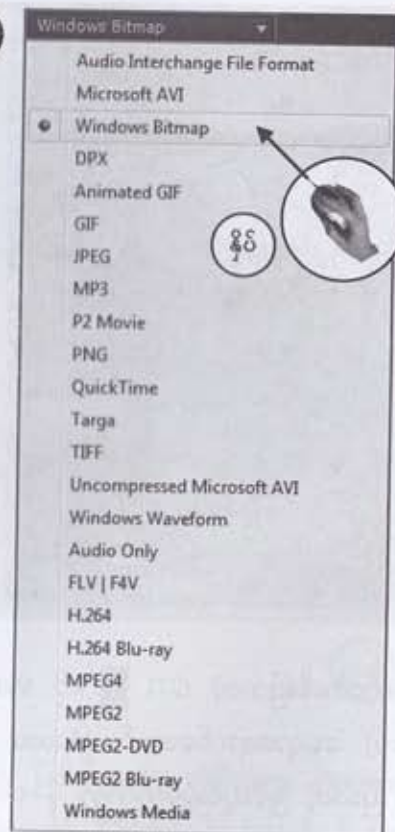 Windows Bitmap
Audio Interchange File Format
Microsoft AVI
Windows Bitmap
DPX
Animated GIF
GIF
JPEG
MP3
P2 Movie
PNG
QuickTime
Targa
TIFF
Uncompressed Microsoft AVI
Windows Waveform
Audio Only
FLV | F4V
H.264
H.264 Blu-ray
MPEG4
MPEG2
MPEG2-DVD
MPEG2 Blu-ray
Windows Media